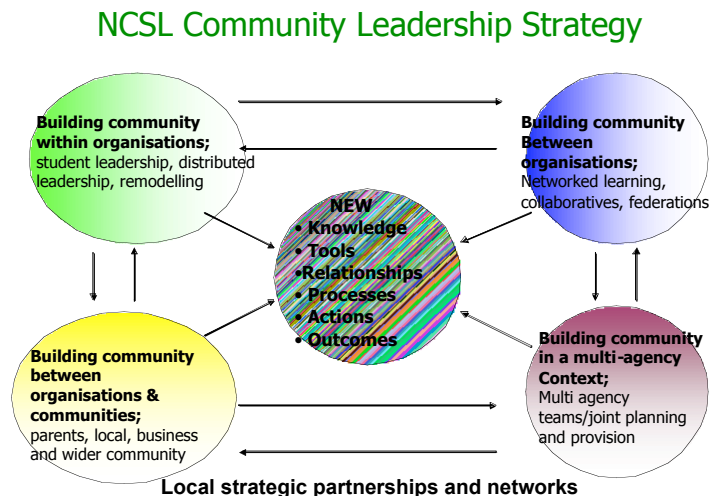 NCSL Community Leadership Strategy
Building community
within organisations;
student leadership, distributed
leadership, remodelling
Building community
Between
organisations;
Networked learning,
collaboratives, federations
NEW
• Knowledge
• Tools
•Relationships
• Processes
• Actions
• Outcomes
Building community
between
organisations &
communities;
parents, local, business
and wider community
Building community
in a multi-agency
Context;
Multi agency
teams/joint planning
and provision
Local strategic partnerships and networks